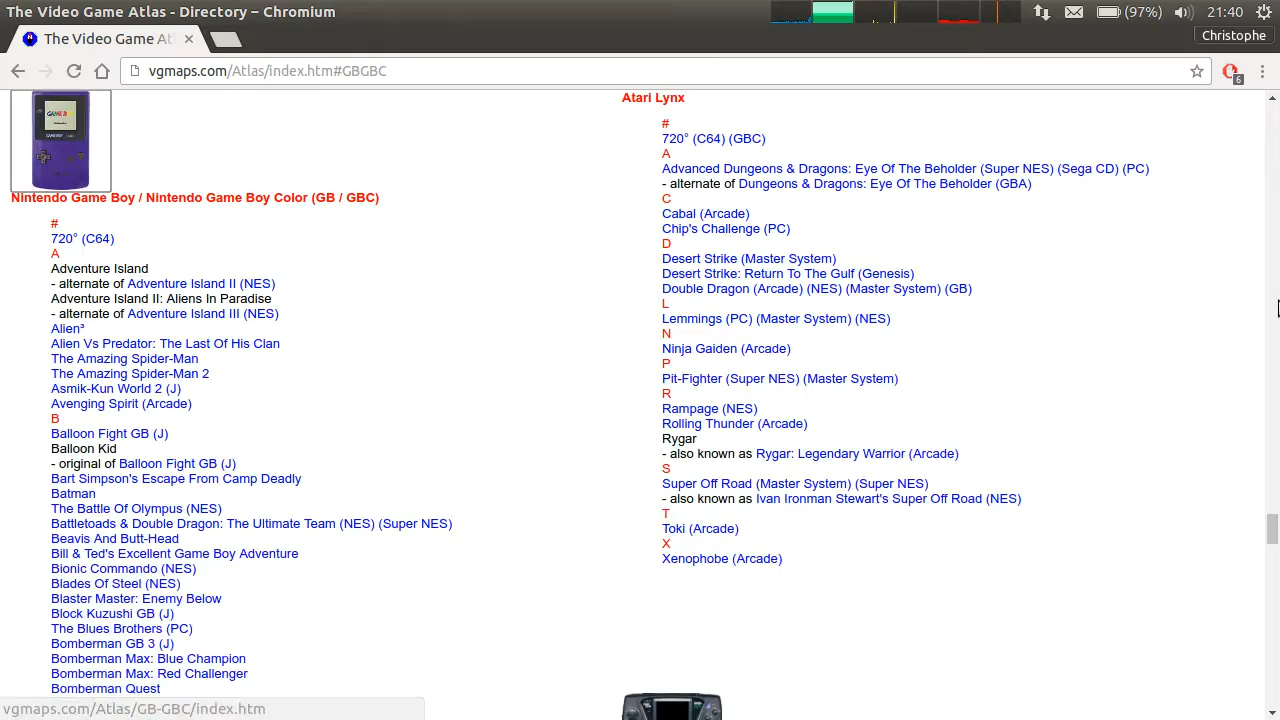 The Video Game Atlas - Directory – Chromium
(97%)
21:40
The Video Game At
Christophe
vgmaps.com/Atlas/index.htm#GBGBC
6
GAME B
GAME BOY
Nintendo Game Boy / Nintendo Game Boy Color (GB / GBC)
#
720° (C64)
A
Adventure Island
- alternate of Adventure Island II (NES)
Adventure Island II: Aliens In Paradise
- alternate of Adventure Island III (NES)
Alien³
Alien Vs Predator: The Last Of His Clan
The Amazing Spider-Man
The Amazing Spider-Man 2
Asmik-Kun World 2 (J)
Avenging Spirit (Arcade)
B
Balloon Fight GB (J)
Balloon Kid
- original of Balloon Fight GB (J)
Bart Simpson's Escape From Camp Deadly
Batman
The Battle Of Olympus (NES)
Battletoads & Double Dragon: The Ultimate Team (NES) (Super NES)
Beavis And Butt-Head
Bill & Ted's Excellent Game Boy Adventure
Bionic Commando (NES)
Blades Of Steel (NES)
Blaster Master: Enemy Below
Block Kuzushi GB (J)
The Blues Brothers (PC)
Bomberman GB 3 (J)
Bomberman Max: Blue Champion
Bomberman Max: Red Challenger
Bomberman Quest
Atari Lynx
#
720° (C64) (GBC)
A
Advanced Dungeons & Dragons: Eye Of The Beholder (Super NES) (Sega CD) (PC)
- alternate of Dungeons & Dragons: Eye Of The Beholder (GBA)
C
Cabal (Arcade)
Chip's Challenge (PC)
D
Desert Strike (Master System)
Desert Strike: Return To The Gulf (Genesis)
Double Dragon (Arcade) (NES) (Master System) (GB)
L
Lemmings (PC) (Master System) (NES)
N
Ninja Gaiden (Arcade)
P
Pit-Fighter (Super NES) (Master System)
R
Rampage (NES)
Rolling Thunder (Arcade)
Rygar
- also known as Rygar: Legendary Warrior (Arcade)
S
Super Off Road (Master System) (Super NES)
- also known as Ivan Ironman Stewart's Super Off Road (NES)
T
Toki (Arcade)
X
Xenophobe (Arcade)
vgmaps.com/Atlas/GB-GBC/index.htm